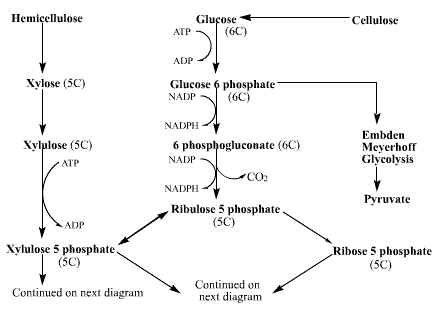 Hemicellulose
Glucose
(6C)
Cellulose
ATP
ADP
Xylose (5C)
Glucose 6 phosphate
(6C)
NADP
NADPH
Xylulose (5C)
6 phosphogluconate (6C)
Embden
Meyerhoff
Glycolysis
ATP
NADP
CO2
NADPH
Pyruvate
ADP
Ribulose 5 phosphate
(5C)
Xylulose 5 phosphate
(5C)
Ribose 5 phosphate
(5C)
Continued on next diagram
Continued on
next diagram